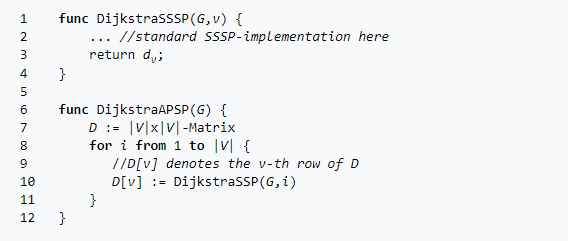 1 func DijkstraSSSP(G,v) {
2 ... //standard SSSP-implementation here
3 return dᵥ;
4 }
5
6 func DijkstraAPSP(G) {
7 D := |V|x|V|-Matrix
8 for i from 1 to |V| {
9 //D[v] denotes the v-th row of D
10 D[v] := DijkstraSSP(G,i)
11 }
12 }